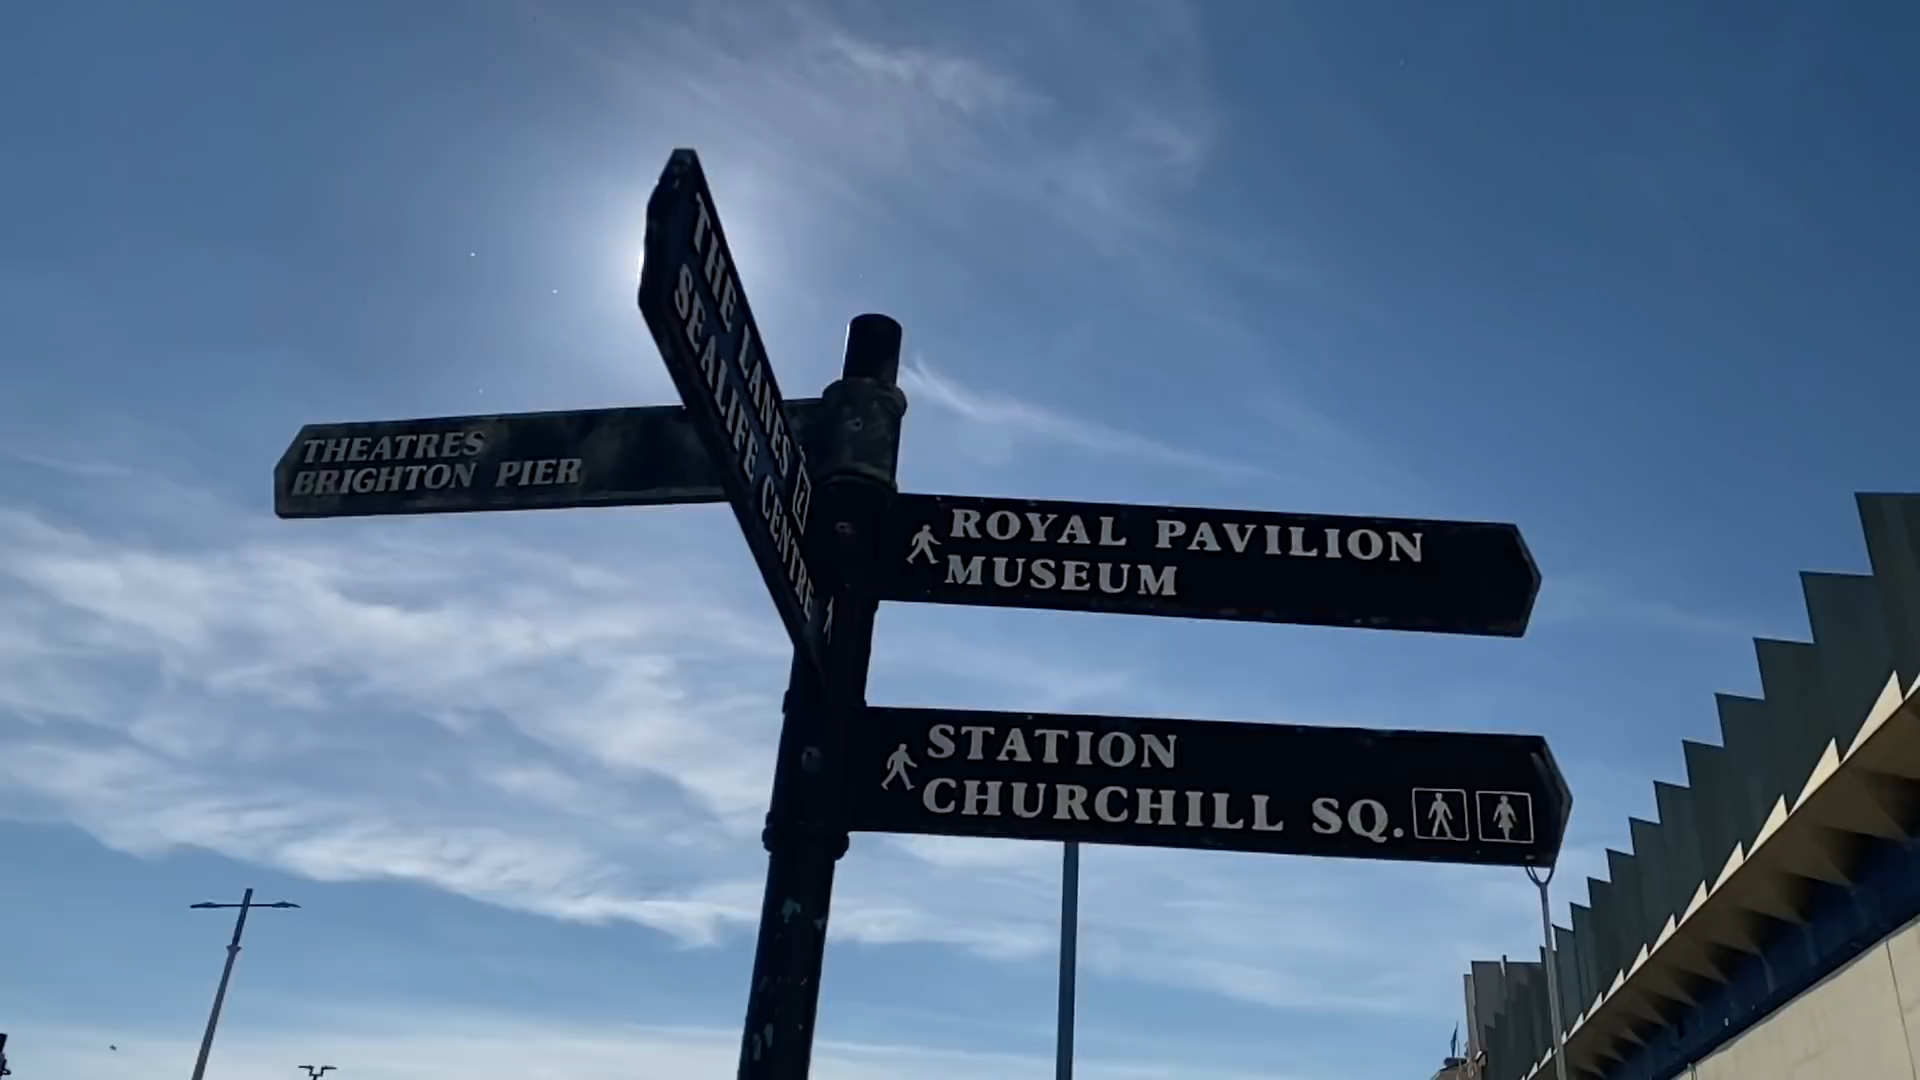 THE LANES
SEALIFE CENTRE
THEATRES
BRIGHTON PIER
ROYAL PAVILION
MUSEUM
STATION
CHURCHILL SQ.